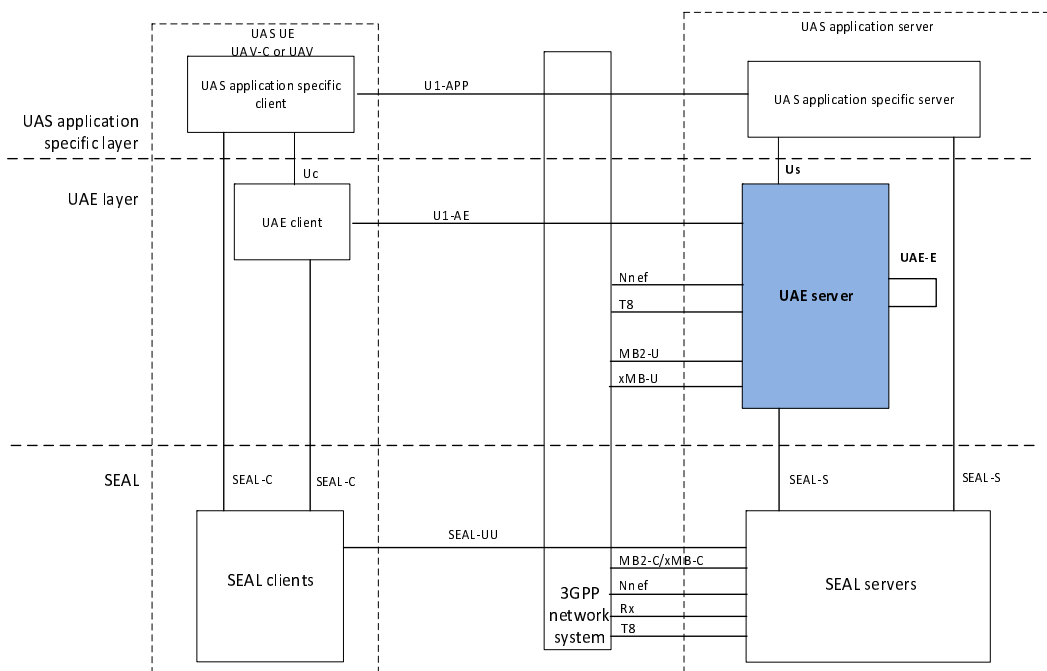 UAS UE
UAV-C or UAV
UAS application server
UAS application specific
client
U1-APP
UAS application specific server
UAS application
specific layer
Uc
Us
UAE layer
UAE client
U1-AE
UAE-E
Nnef
UAE server
T8
MB2-U
xMB-U
SEAL
SEAL-C
SEAL-C
SEAL-S
SEAL-S
SEAL-UU
MB2-C/xMB-C
SEAL clients
Nnef
SEAL servers
3GPP
network
system
Rx
T8